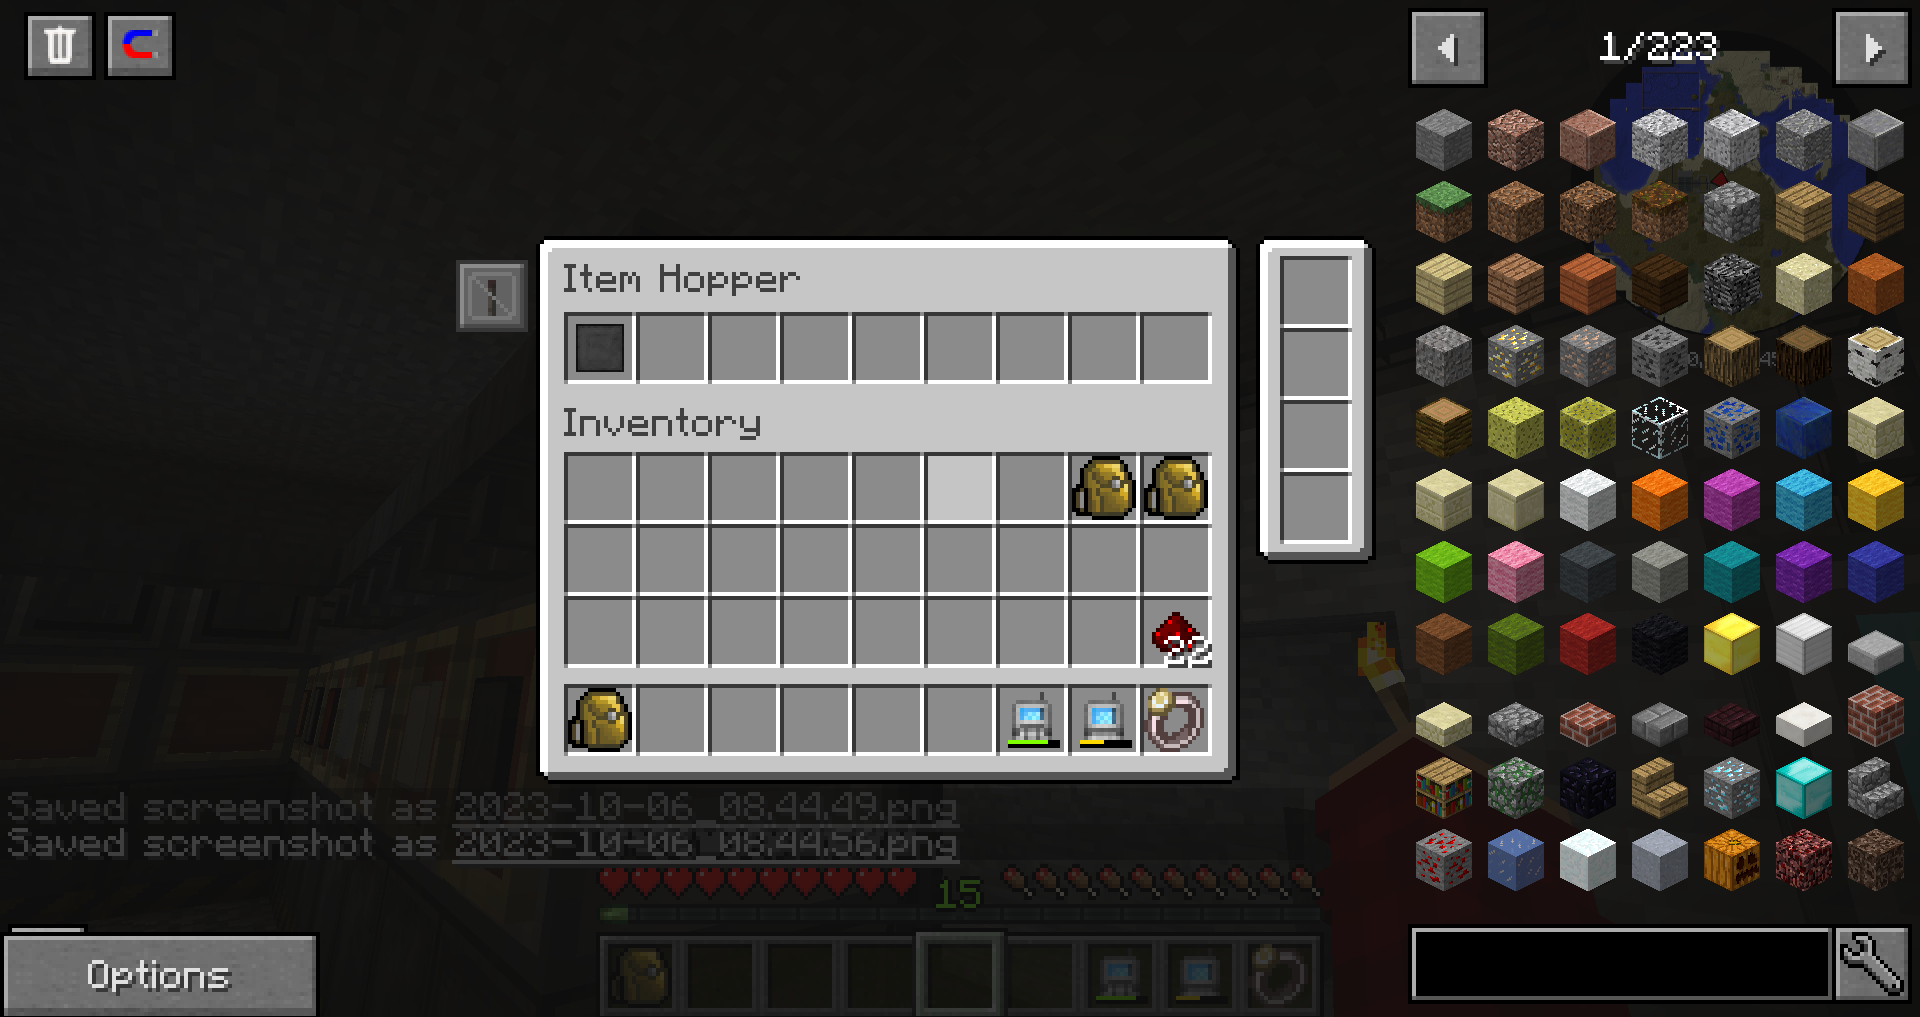 1/223
Item Hopper
Inventory
Saved screenshot as 2023-10-06_08.44.49.png
Saved screenshot as 2023-10-06_08.44.56.png
15
Options